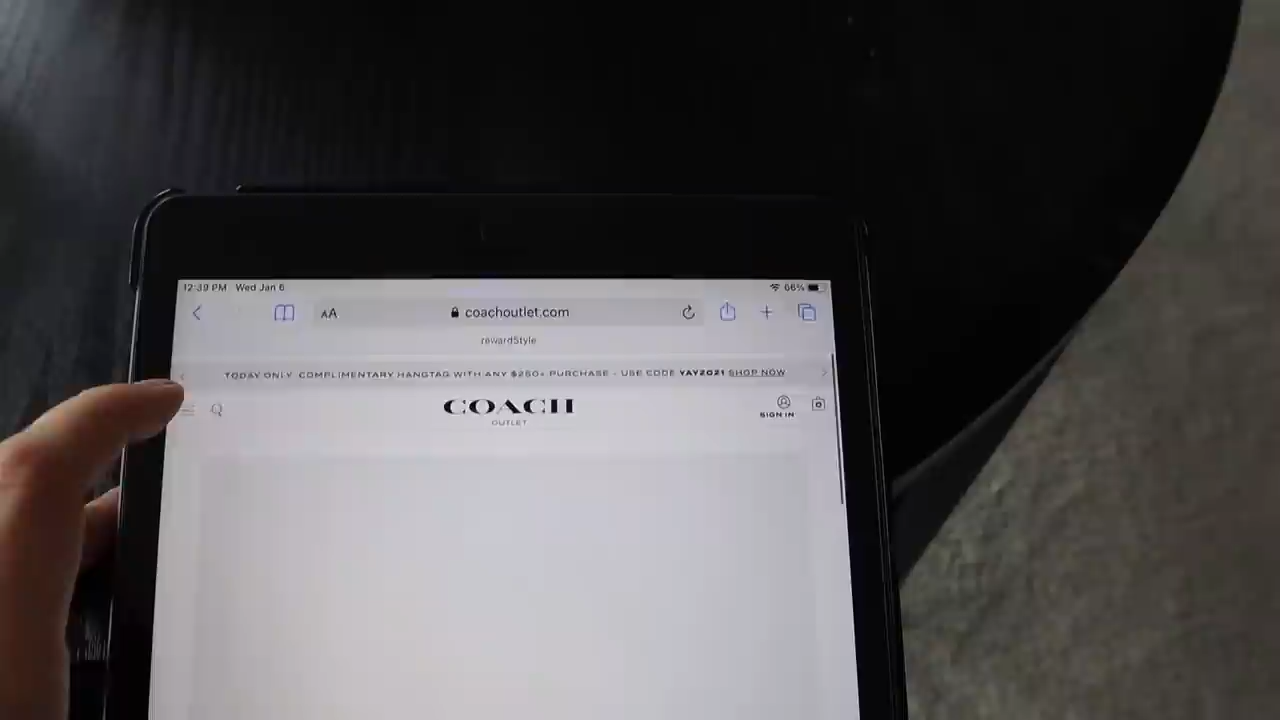 12:39 PM Wed Jan 6 66%
AA coachoutlet.com
rewardStyle
TODAY ONLY COMPLIMENTARY HANGTAG WITH ANY $250+ PURCHASE - USE CODE YAY2021 SHOP NOW
COACH
OUTLET
SIGN IN